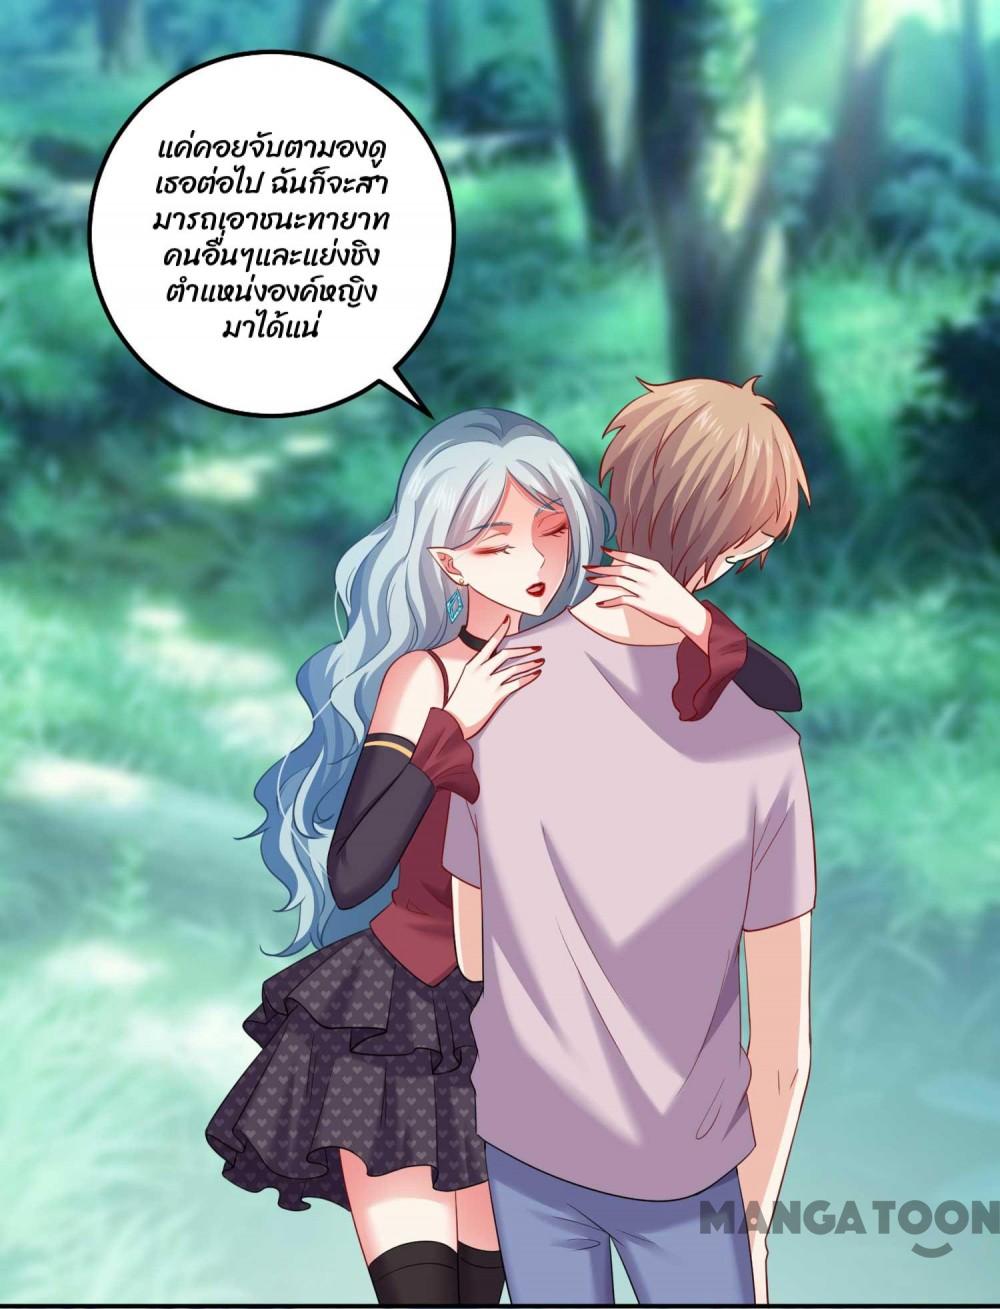 แค่คอยจับตามองดู
เธอต่อไป ฉันก็จะสา
มารถเอาชนะทายาท
คนอื่นๆและแย่งชิง
ตำแหน่งองค์หญิง
มาได้แน่
MANGATOON